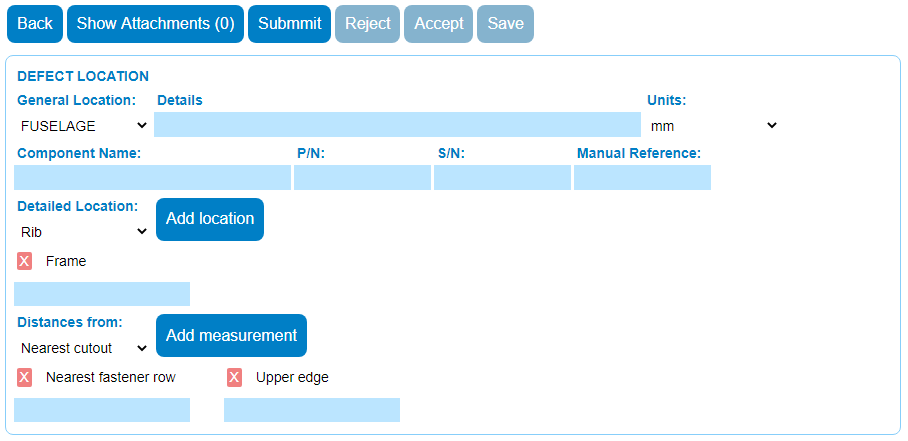 Back Show Attachments (0) Submmit Reject Accept Save
DEFECT LOCATION
General Location: Details Units:
FUSELAGE mm
Component Name: P/N: S/N: Manual Reference:
Detailed Location:
Add location
Rib
X Frame
Distances from:
Add measurement
Nearest cutout
X Nearest fastener row X Upper edge